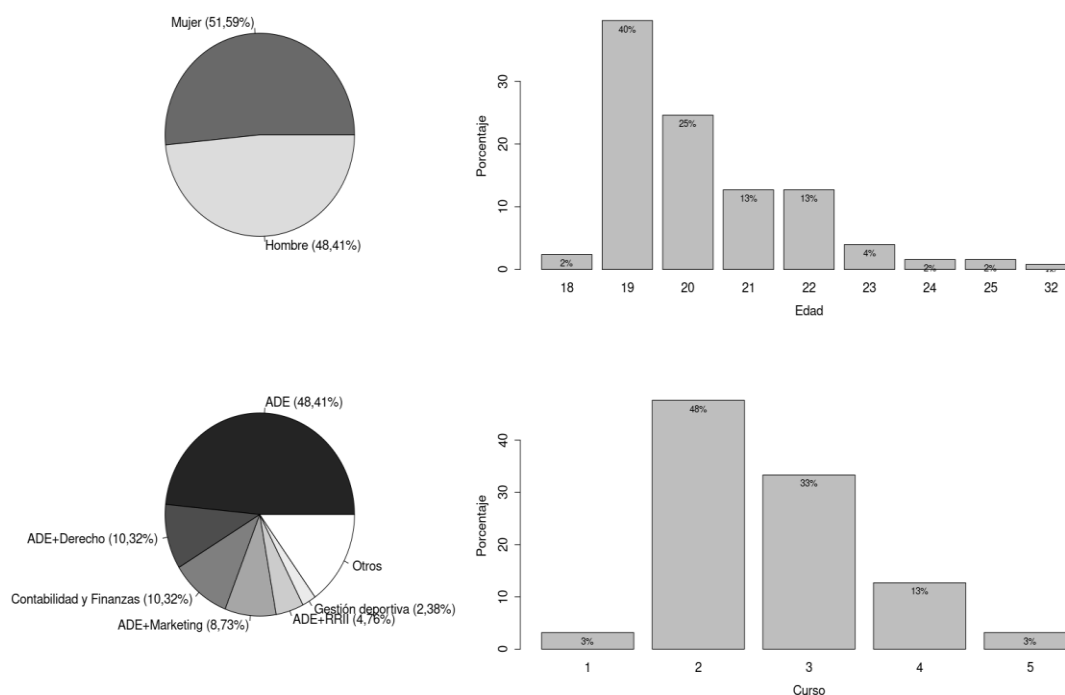 Mujer (51,59%)
Hombre (48,41%)
Porcentaje
0
10
20
30
2%
40%
25%
13%
13%
4%
2%
2%
18
19
20
21
22
23
24
25
32
Edad
ADE (48,41%)
ADE+Derecho (10,32%)
Contabilidad y Finanzas (10,32%)
ADE+Marketing (8,73%)
ADE+RRII (4,76%)
Gestión deportiva (2,38%)
Otros
Porcentaje
0
10
20
30
40
3%
48%
33%
13%
3%
1
2
3
4
5
Curso